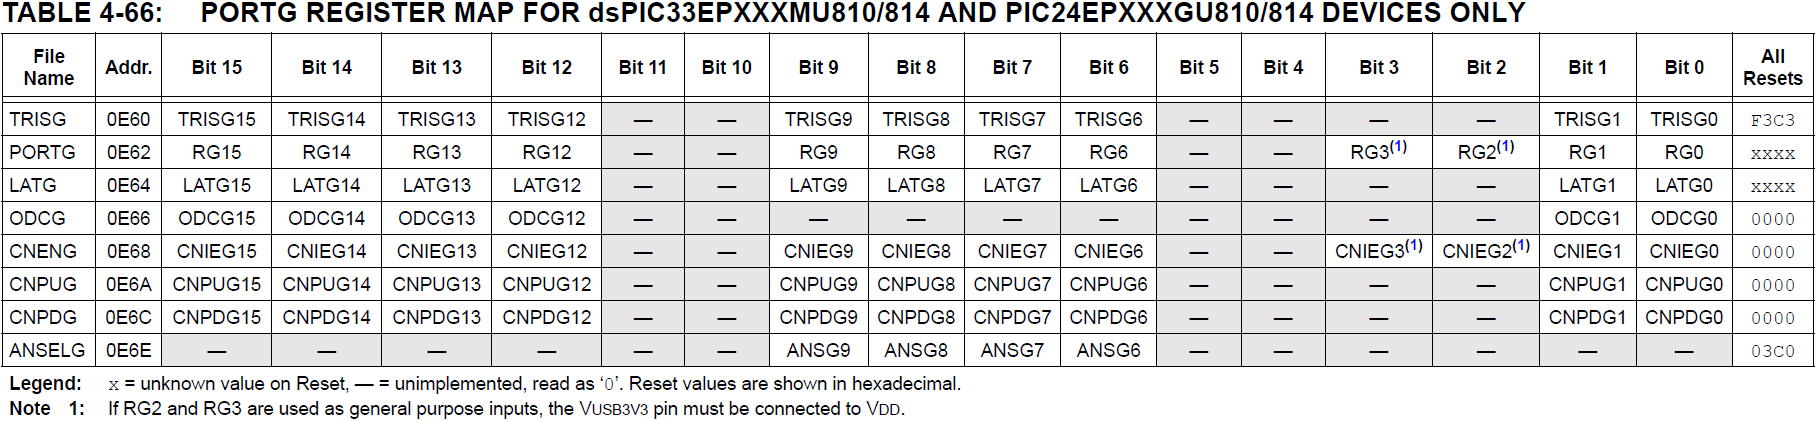 TABLE 4-66: PORTG REGISTER MAP FOR dsPIC33EPXXXMU810/814 AND PIC24EPXXXGU810/814 DEVICES ONLY
File Name Addr. Bit 15 Bit 14 Bit 13 Bit 12 Bit 11 Bit 10 Bit 9 Bit 8 Bit 7 Bit 6 Bit 5 Bit 4 Bit 3 Bit 2 Bit 1 Bit 0 All Resets
TRISG 0E60 TRISG15 TRISG14 TRISG13 TRISG12 — — TRISG9 TRISG8 TRISG7 TRISG6 — — — — TRISG1 TRISG0 F3C3
PORTG 0E62 RG15 RG14 RG13 RG12 — — RG9 RG8 RG7 RG6 — — RG3(1) RG2(1) RG1 RG0 xxxx
LATG 0E64 LATG15 LATG14 LATG13 LATG12 — — LATG9 LATG8 LATG7 LATG6 — — — — LATG1 LATG0 xxxx
ODCG 0E66 ODCG15 ODCG14 ODCG13 ODCG12 — — — — — — — — — — ODCG1 ODCG0 0000
CNENG 0E68 CNIEG15 CNIEG14 CNIEG13 CNIEG12 — — CNIEG9 CNIEG8 CNIEG7 CNIEG6 — — CNIEG3(1) CNIEG2(1) CNIEG1 CNIEG0 0000
CNPUG 0E6A CNPUG15 CNPUG14 CNPUG13 CNPUG12 — — CNPUG9 CNPUG8 CNPUG7 CNPUG6 — — — — CNPUG1 CNPUG0 0000
CNPDG 0E6C CNPDG15 CNPDG14 CNPDG13 CNPDG12 — — CNPDG9 CNPDG8 CNPDG7 CNPDG6 — — — — CNPDG1 CNPDG0 0000
ANSELG 0E6E — — — — — — ANSG9 ANSG8 ANSG7 ANSG6 — — — — — — 03C0
Legend: x = unknown value on Reset, — = unimplemented, read as ‘0’. Reset values are shown in hexadecimal.
Note 1: If RG2 and RG3 are used as general purpose inputs, the VUSB3V3 pin must be connected to VDD.